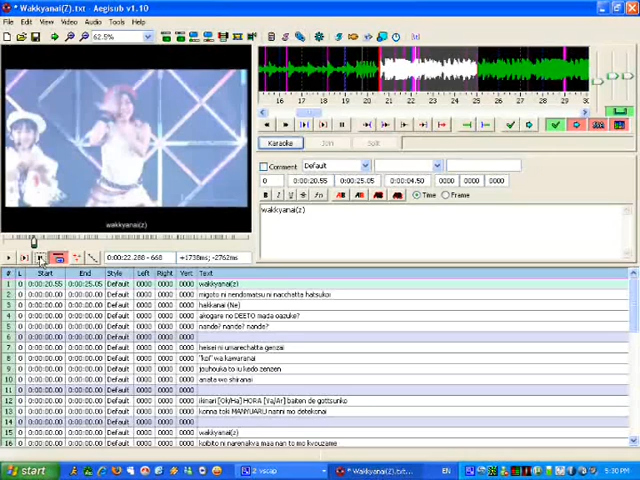 * Wakkyanai(Z).txt - Aegisub v1.10
File Edit View Video Audio Tools Help
62.5%
wakkyanai(z)
16 17 18 19 20 21 22 23 24 25 26 27 28 29 30
Karaoke Join Split
Comment Default
0 0:00:20.55 0:00:25.05 0:00:04.50 0000 0000 0000
B I U S fn AB AB AB AB Time Frame
wakkyanai(z)
0:00:22.288 - 668 +1738ms; -2762ms
# L Start End Style Left Right Vert Text
1 0 0:00:20.55 0:00:25.05 Default 0000 0000 0000 wakkyanai(z)
2 0 0:00:00.00 0:00:00.00 Default 0000 0000 0000 migoto ni nendomatsu ni nacchatta hatsukoi
3 0 0:00:00.00 0:00:00.00 Default 0000 0000 0000 hakkanai (Ne)
4 0 0:00:00.00 0:00:00.00 Default 0000 0000 0000 akogare no DEETO mada oazuke?
5 0 0:00:00.00 0:00:00.00 Default 0000 0000 0000 nande? nande? nande?
6 0 0:00:00.00 0:00:00.00 Default 0000 0000 0000
7 0 0:00:00.00 0:00:00.00 Default 0000 0000 0000 heisei ni umarechatta genzai
8 0 0:00:00.00 0:00:00.00 Default 0000 0000 0000 "koi" wa kawaranai
9 0 0:00:00.00 0:00:00.00 Default 0000 0000 0000 jouhouka to iu kedo zenzen
10 0 0:00:00.00 0:00:00.00 Default 0000 0000 0000 anata wo shiranai
11 0 0:00:00.00 0:00:00.00 Default 0000 0000 0000
12 0 0:00:00.00 0:00:00.00 Default 0000 0000 0000 ikinari [Ok/Ha] HORA [Ya/Ar] baiten de gottsunko
13 0 0:00:00.00 0:00:00.00 Default 0000 0000 0000 konna toki MANYUARU nanni mo detekonai
14 0 0:00:00.00 0:00:00.00 Default 0000 0000 0000
15 0 0:00:00.00 0:00:00.00 Default 0000 0000 0000 wakkyanai(z)
16 0 0:00:00.00 0:00:00.00 Default 0000 0000 0000 koibito ni narenakya maa nan to mo kyouzame
start 2 vscap * Wakkyanai(Z).txt... EN 5:30 PM